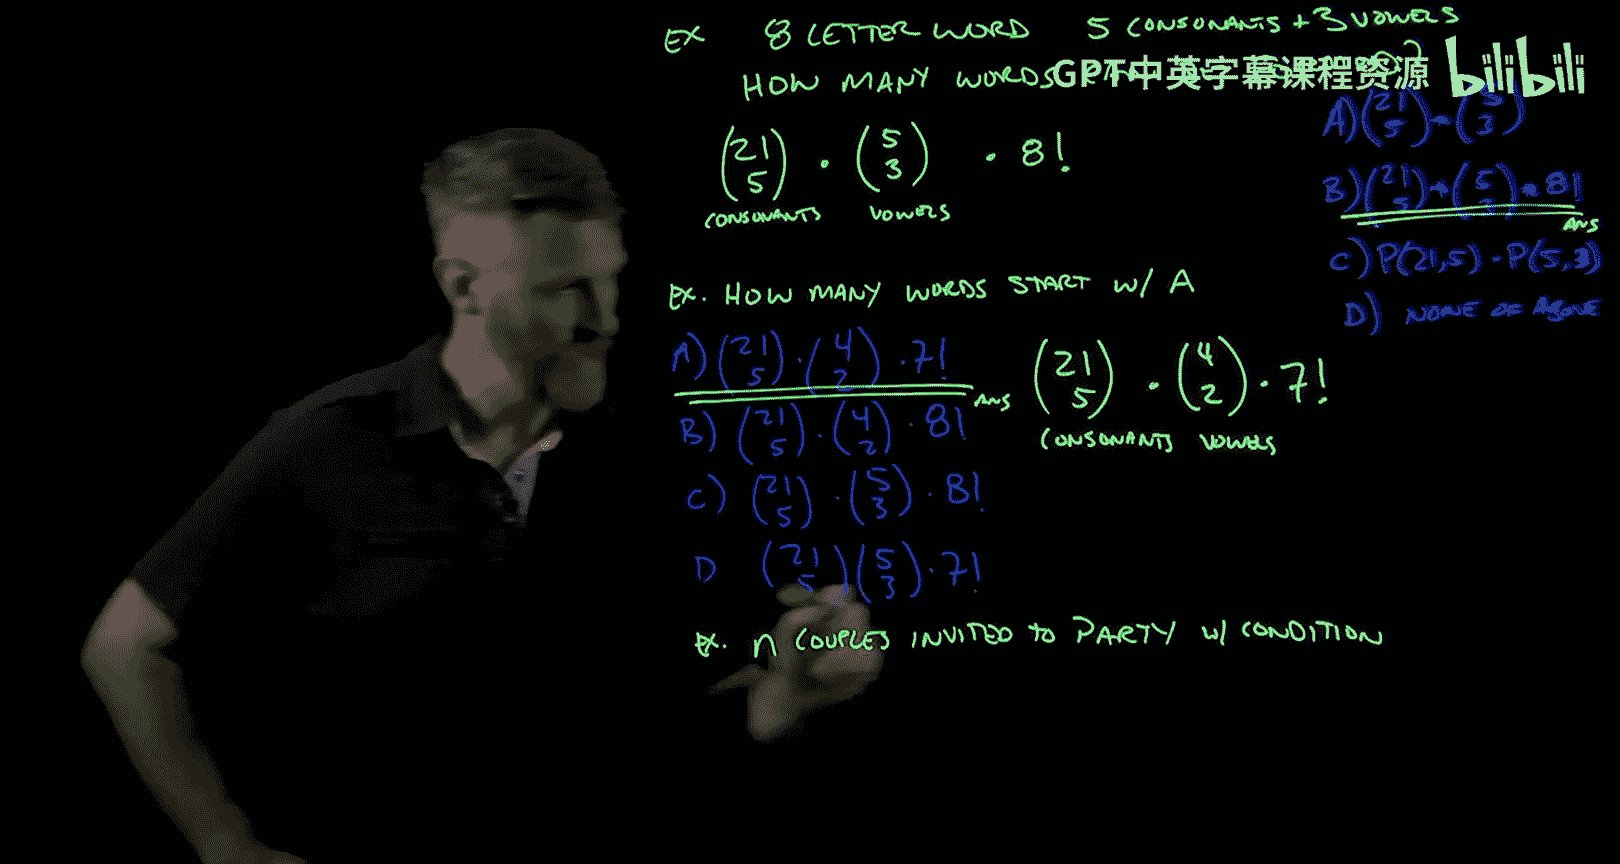 EX 8 LETTER WORD 5 CONSONANTS + 3 VOWELS
HOW MANY WORDS
GPT中英字幕课程资源 bilibili
(21 5) · (5 3) · 8!
CONSONANTS VOWELS
A) (21 5) · (5 3)
B) (21 5) · (5 3) · 8!
ANS
C) P(21,5) · P(5,3)
D) NONE OF ABOVE
EX. HOW MANY WORDS START W/ A
A) (21 5) · (4 2) · 7!
ANS
B) (21 5) · (4 2) · 8!
C) (21 5) · (5 3) · 8!
D (21 5) (5 3) · 7!
(21 5) · (4 2) · 7!
CONSONANTS VOWELS
EX. n COUPLES INVITED TO PARTY W/ CONDITION